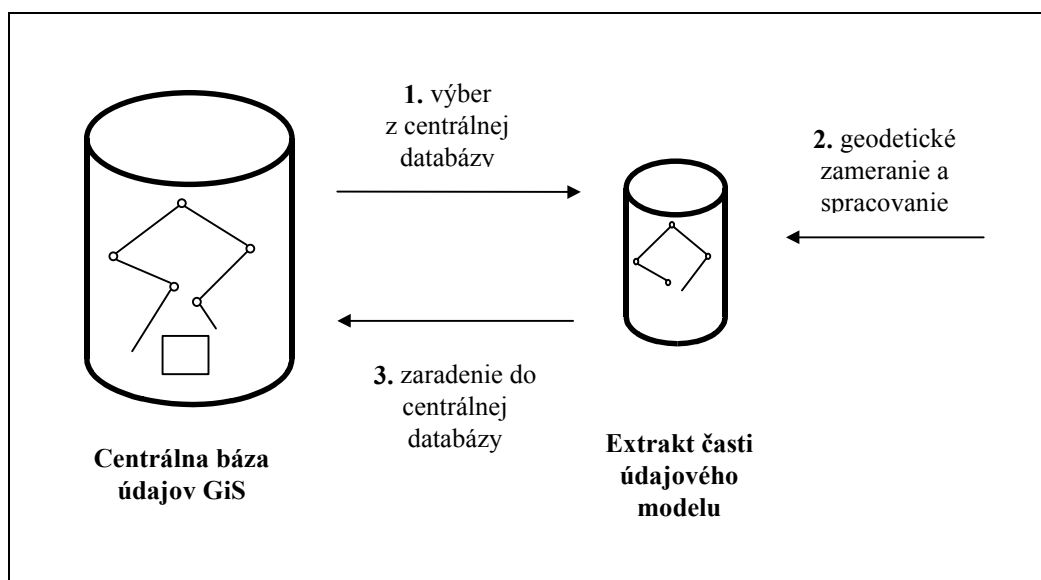 1. výber
z centrálnej
databázy
2. geodetické
zameranie a
spracovanie
3. zaradenie do
centrálnej
databázy
Centrálna báza
údajov GiS
Extrakt časti
údajového
modelu